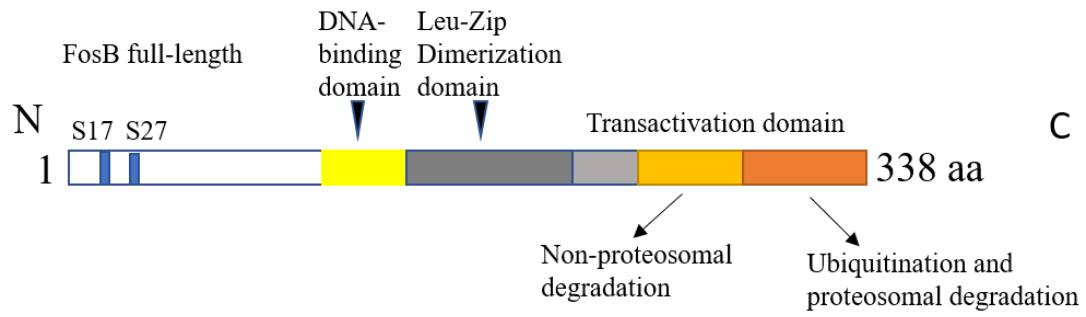 FosB full-length
DNA-
binding
domain
Leu-Zip
Dimerization
domain
N
C
S17 S27
Transactivation domain
1
338 aa
Non-proteosomal
degradation
Ubiquitination and
proteosomal degradation